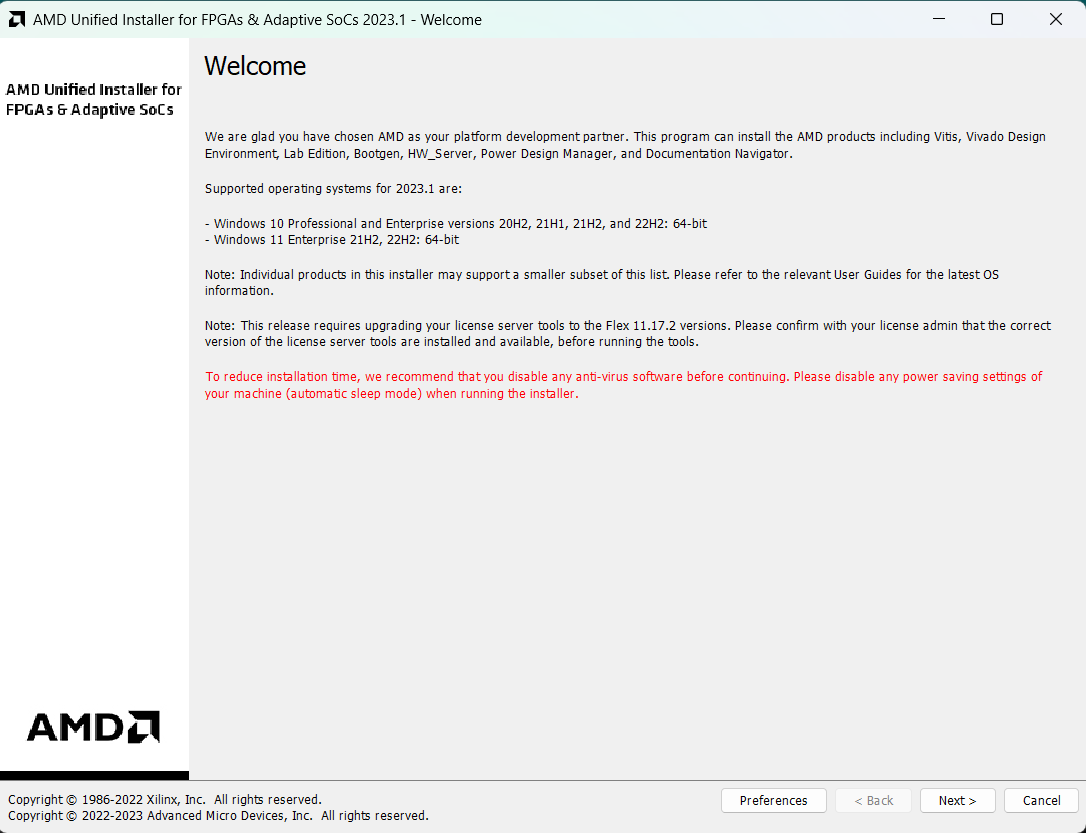 AMD Unified Installer for FPGAs & Adaptive SoCs 2023.1 - Welcome
AMD Unified Installer for
FPGAs & Adaptive SoCs
Welcome
We are glad you have chosen AMD as your platform development partner. This program can install the AMD products including Vitis, Vivado Design
Environment, Lab Edition, Bootgen, HW_Server, Power Design Manager, and Documentation Navigator.
Supported operating systems for 2023.1 are:
- Windows 10 Professional and Enterprise versions 20H2, 21H1, 21H2, and 22H2: 64-bit
- Windows 11 Enterprise 21H2, 22H2: 64-bit
Note: Individual products in this installer may support a smaller subset of this list. Please refer to the relevant User Guides for the latest OS
information.
Note: This release requires upgrading your license server tools to the Flex 11.17.2 versions. Please confirm with your license admin that the correct
version of the license server tools are installed and available, before running the tools.
To reduce installation time, we recommend that you disable any anti-virus software before continuing. Please disable any power saving settings of
your machine (automatic sleep mode) when running the installer.
AMD
Copyright © 1986-2022 Xilinx, Inc. All rights reserved.
Copyright © 2022-2023 Advanced Micro Devices, Inc. All rights reserved.
Preferences
< Back
Next >
Cancel